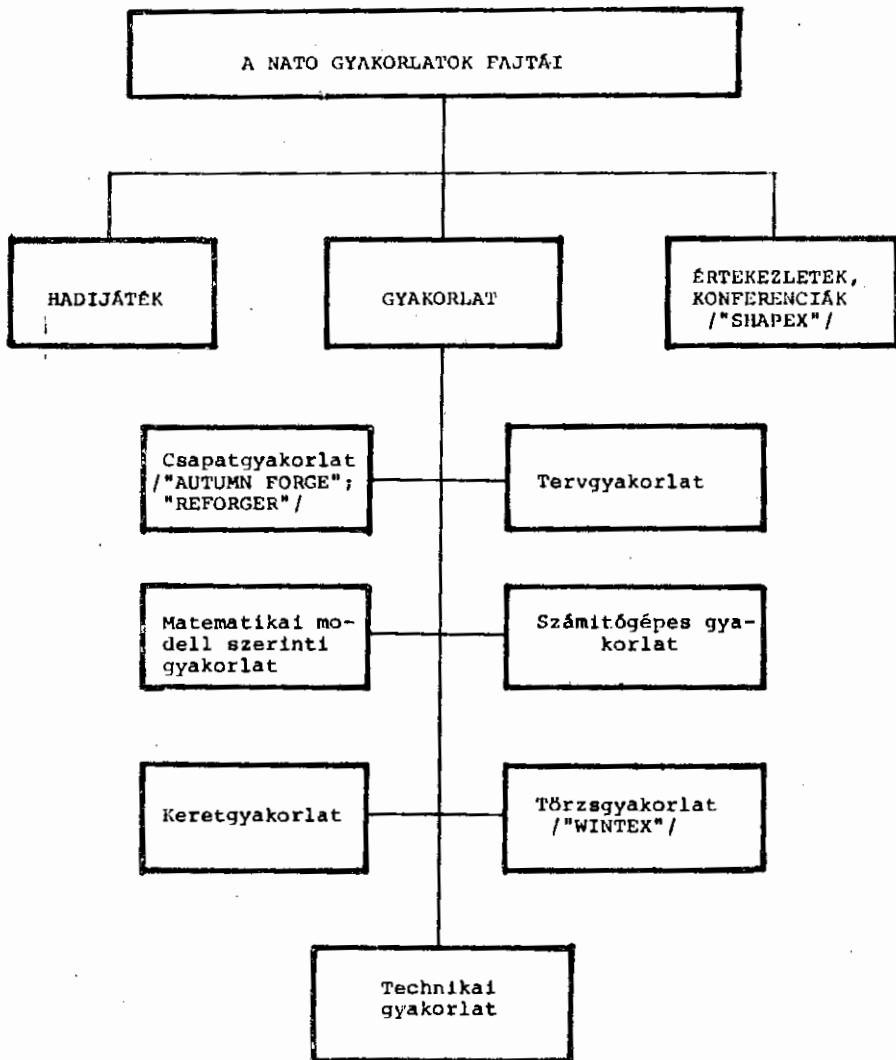 A NATO GYAKORLATOK FAJTÁI
HADIJÁTÉK
GYAKORLAT
ÉRTEKEZLETEK,
KONFERENCIÁK
/"SHAPEX"/
Csapatgyakorlat
/"AUTUMN FORGE";
"REFORGER"/
Tervgyakorlat
Matematikai mo-
dell szerinti
gyakorlat
Számitógépes gya-
korlat
Keretgyakorlat
Törzsgyakorlat
/"WINTEX"/
Technikai
gyakorlat